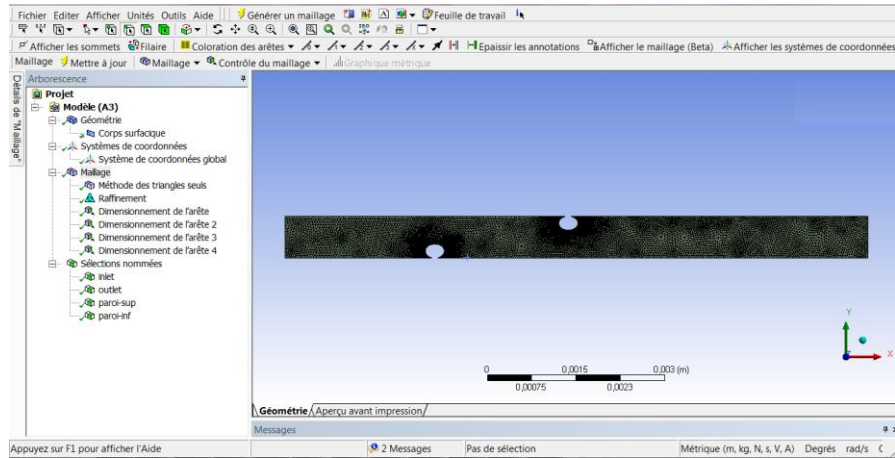 Fichier Editer Afficher Unités Outils Aide Générer un maillage Feuille de travail
Afficher les sommets Filaire Coloration des arêtes Epaissir les annotations Afficher le maillage (Beta) Afficher les systèmes de coordonnées
Maillage Mettre à jour Maillage Contrôle du maillage Graphique métrique
Détails de "Maillage"
Arborescence
Projet
Modèle (A3)
Géométrie
Corps surfacique
Systèmes de coordonnées
Système de coordonnées global
Maillage
Méthode des triangles seuls
Raffinement
Dimensionnement de l'arête
Dimensionnement de l'arête 2
Dimensionnement de l'arête 3
Dimensionnement de l'arête 4
Sélections nommées
inlet
outlet
paroi-sup
paroi-inf
Y
X
0 0,0015 0,003 (m)
0,00075 0,0023
Géométrie Aperçu avant impression
Messages
Appuyez sur F1 pour afficher l'Aide 2 Messages Pas de sélection Métrique (m, kg, N, s, V, A) Degrés rad/s